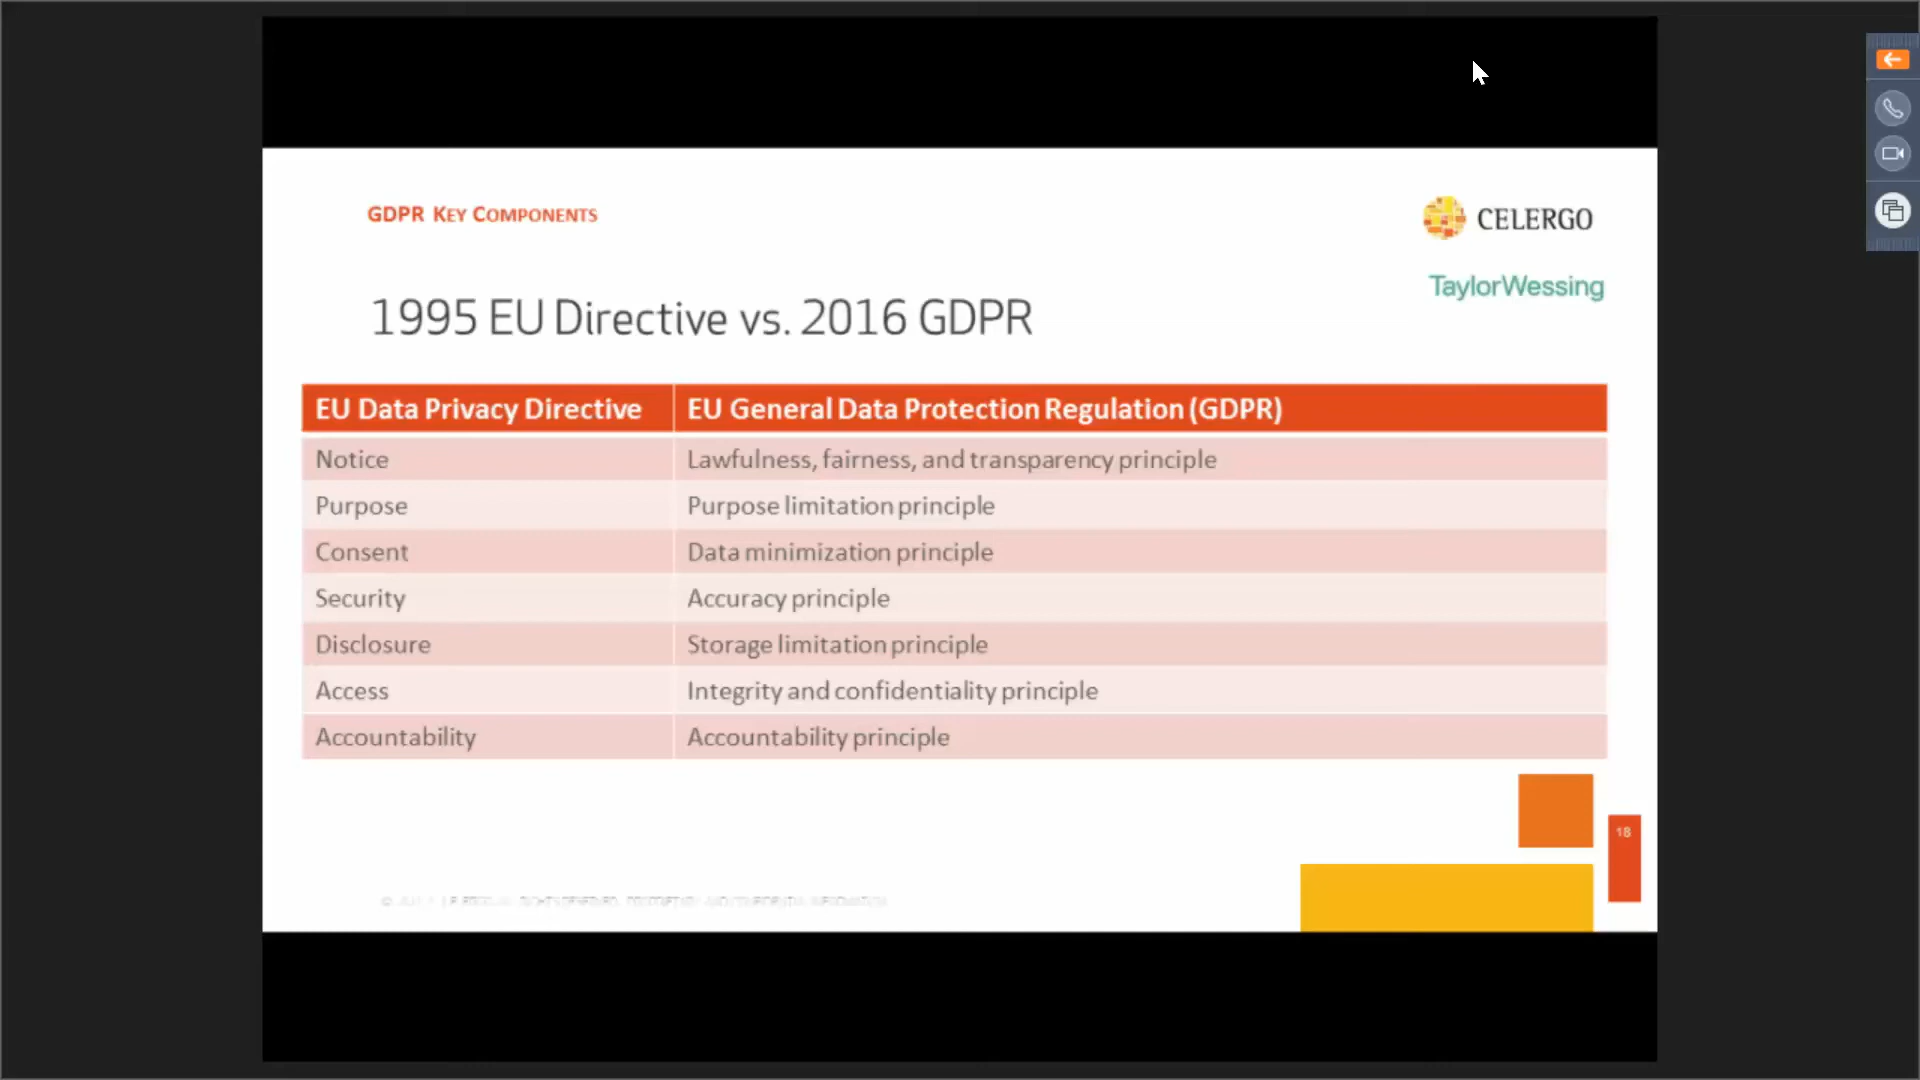 GDPR KEY COMPONENTS
CELERGO
TaylorWessing
1995 EU Directive vs. 2016 GDPR
EU Data Privacy Directive EU General Data Protection Regulation (GDPR)
Notice Lawfulness, fairness, and transparency principle
Purpose Purpose limitation principle
Consent Data minimization principle
Security Accuracy principle
Disclosure Storage limitation principle
Access Integrity and confidentiality principle
Accountability Accountability principle
18